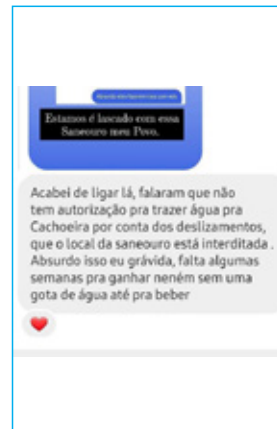 Estamos é lascado com essa
Saneouro meu Povo.
Acabei de ligar lá, falaram que não
tem autorização pra trazer água pra
Cachoeira por conta dos deslizamentos,
que o local da saneouro está interditada .
Absurdo isso eu grávida, falta algumas
semanas pra ganhar neném sem uma
gota de água até pra beber